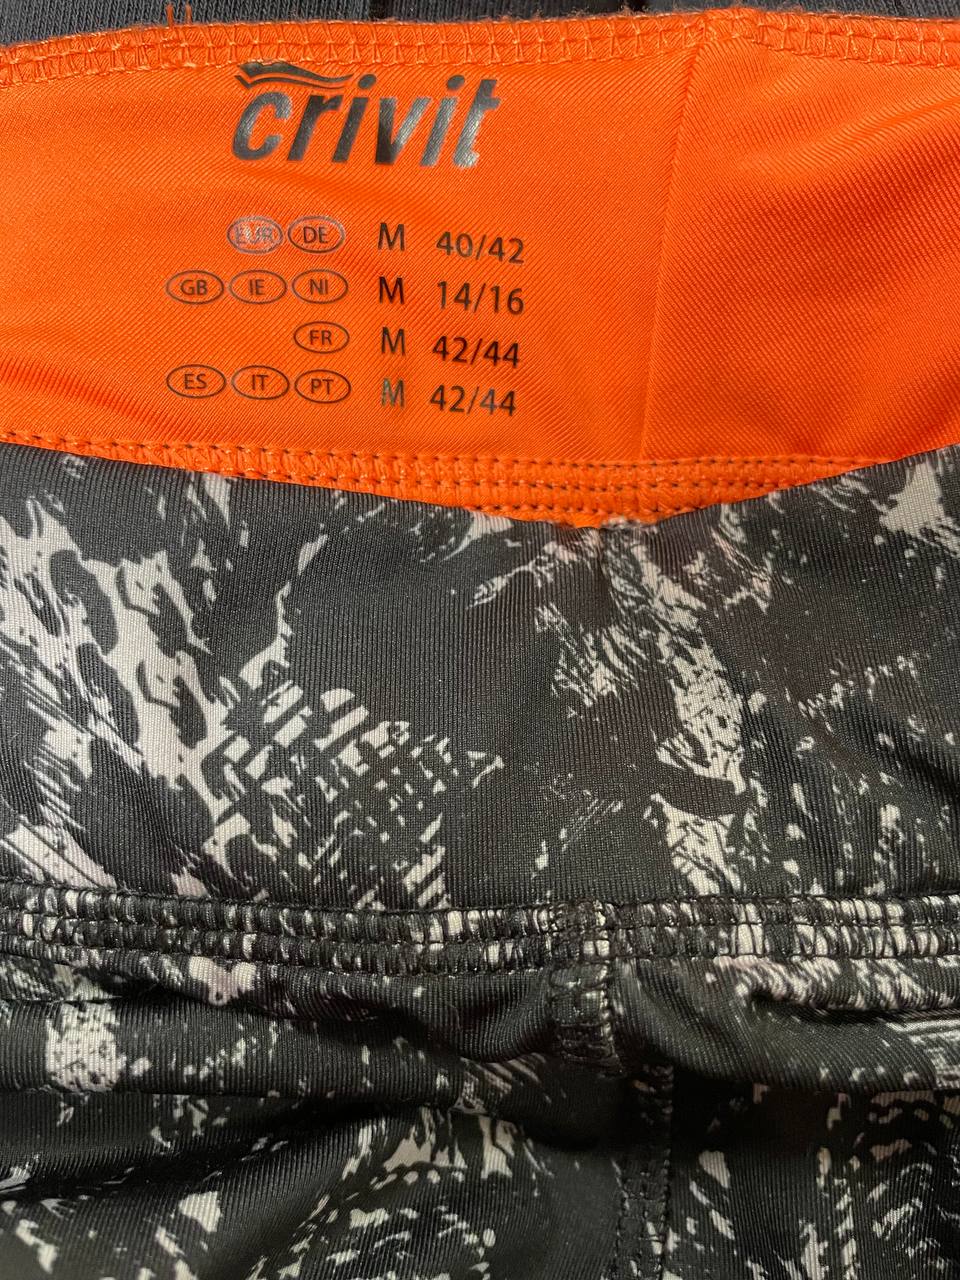 crivit
EUR DE M 40/42
GB IE NI M 14/16
FR M 42/44
ES IT PT M 42/44